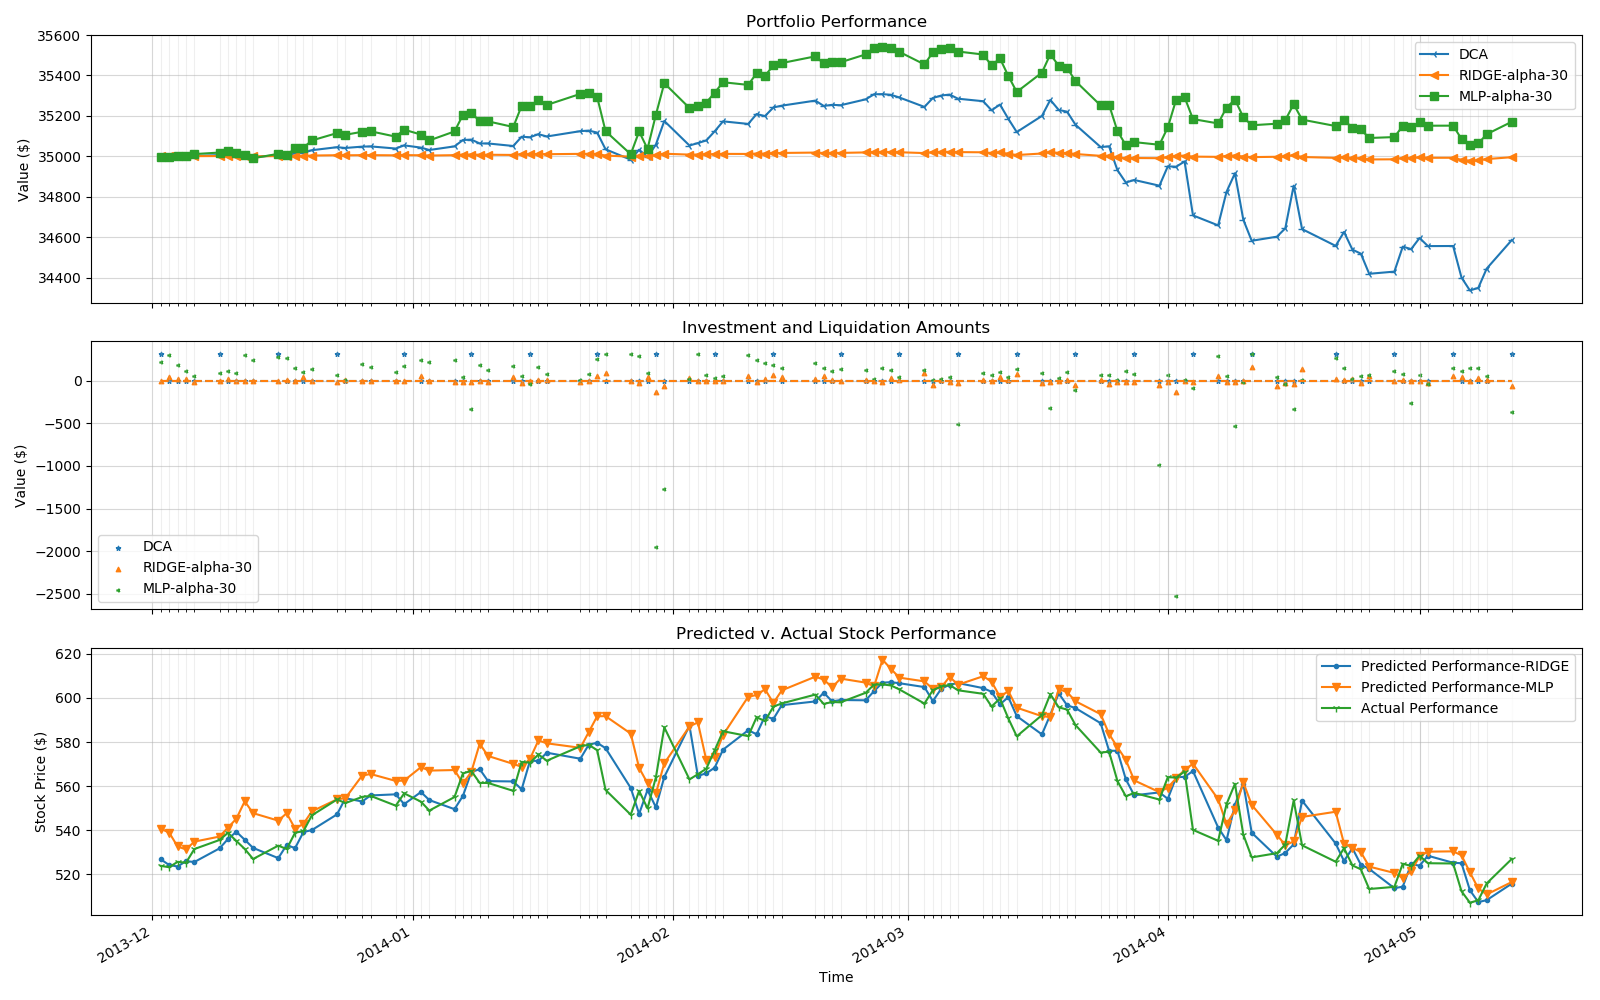 Portfolio Performance
35600
35400
35200
35000
34800
34600
34400
Value ($)
DCA
RIDGE-alpha-30
MLP-alpha-30
Investment and Liquidation Amounts
0
−500
−1000
−1500
−2000
−2500
Value ($)
DCA
RIDGE-alpha-30
MLP-alpha-30
Predicted v. Actual Stock Performance
620
600
580
560
540
520
Stock Price ($)
Predicted Performance-RIDGE
Predicted Performance-MLP
Actual Performance
2013-12
2014-01
2014-02
2014-03
2014-04
2014-05
Time